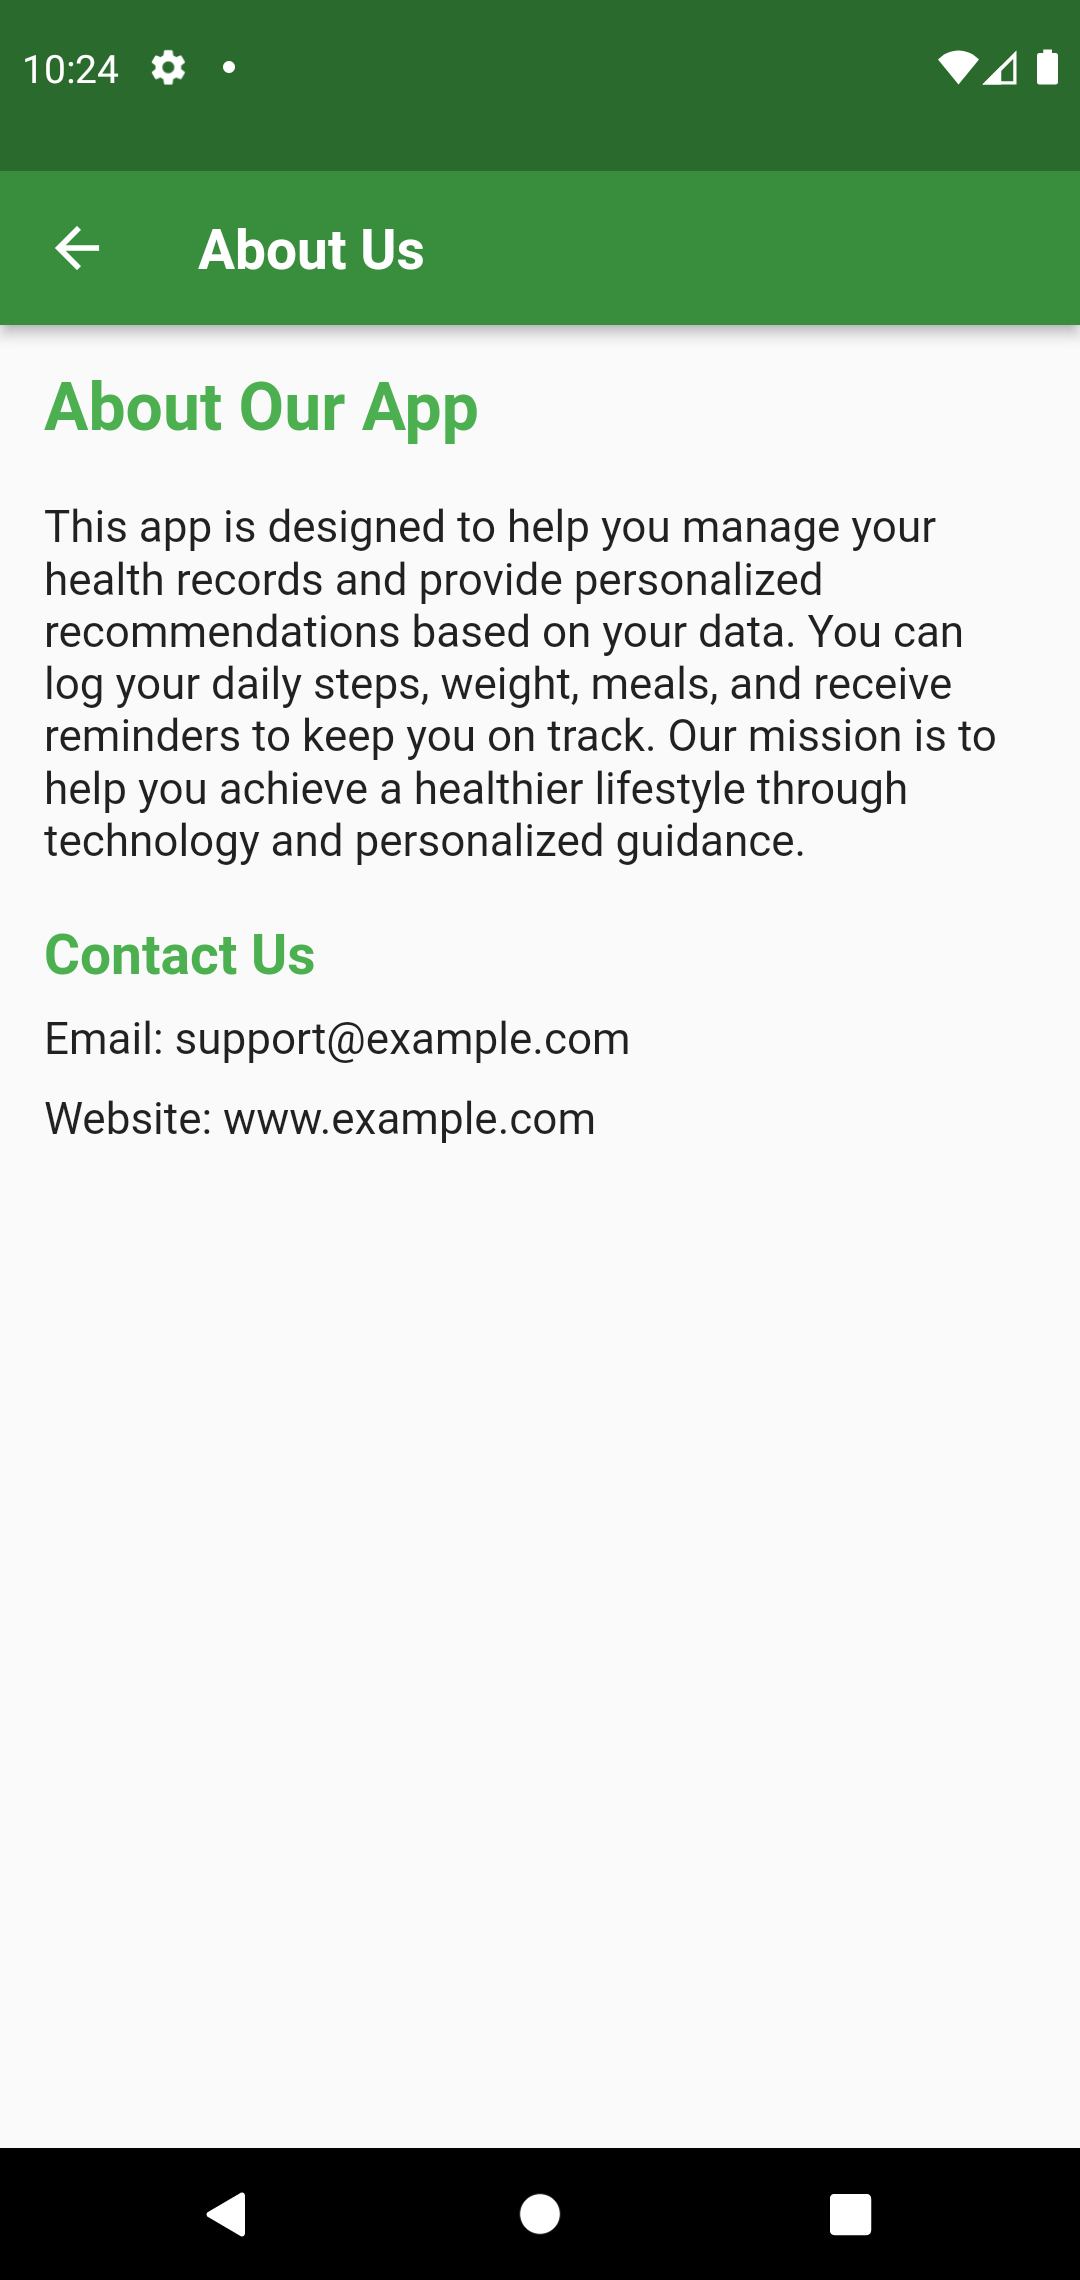 10:24
About Us
About Our App
This app is designed to help you manage your
health records and provide personalized
recommendations based on your data. You can
log your daily steps, weight, meals, and receive
reminders to keep you on track. Our mission is to
help you achieve a healthier lifestyle through
technology and personalized guidance.
Contact Us
Email: support@example.com
Website: www.example.com